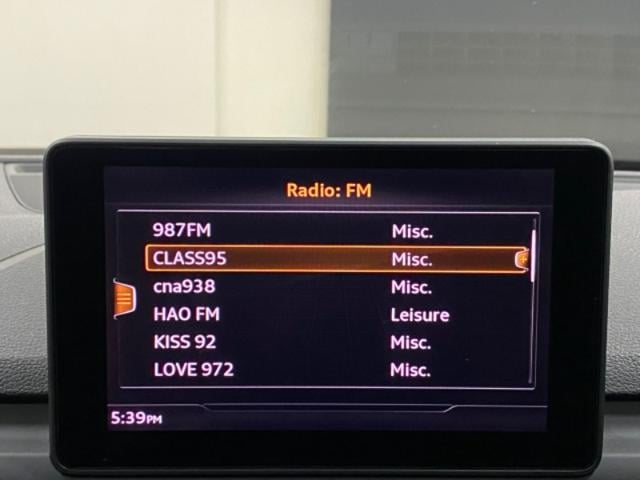 Radio: FM
987FM Misc.
CLASS95 Misc.
cna938 Misc.
HAO FM Leisure
KISS 92 Misc.
LOVE 972 Misc.
5:39PM